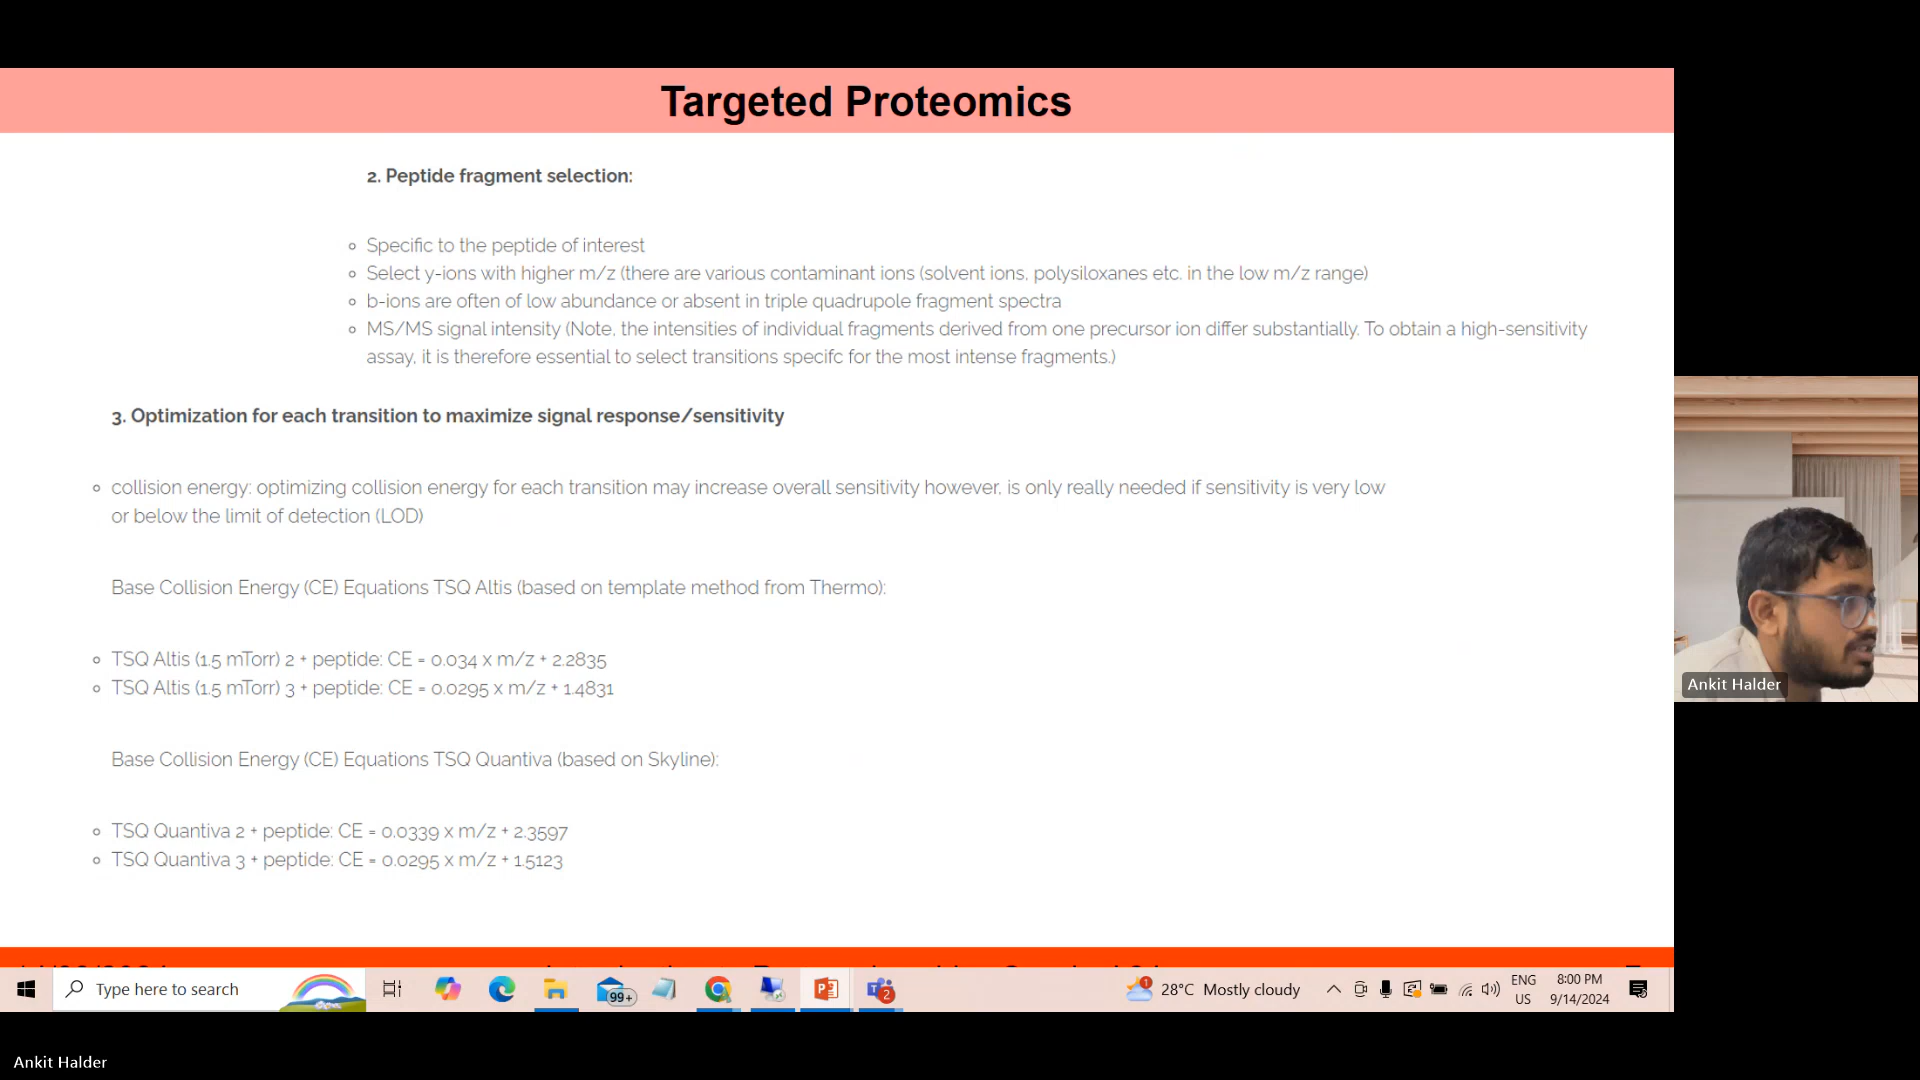 Targeted Proteomics
2. Peptide fragment selection:
Specific to the peptide of interest
Select y-ions with higher m/z (there are various contaminant ions (solvent ions, polysiloxanes etc. in the low m/z range)
b-ions are often of low abundance or absent in triple quadrupole fragment spectra
MS/MS signal intensity (Note, the intensities of individual fragments derived from one precursor ion differ substantially. To obtain a high-sensitivity
assay, it is therefore essential to select transitions specifc for the most intense fragments.)
3. Optimization for each transition to maximize signal response/sensitivity
collision energy: optimizing collision energy for each transition may increase overall sensitivity however, is only really needed if sensitivity is very low
or below the limit of detection (LOD)
Base Collision Energy (CE) Equations TSQ Altis (based on template method from Thermo):
TSQ Altis (1.5 mTorr) 2 + peptide: CE = 0.034 x m/z + 2.2835
TSQ Altis (1.5 mTorr) 3 + peptide: CE = 0.0295 x m/z + 1.4831
Base Collision Energy (CE) Equations TSQ Quantiva (based on Skyline):
TSQ Quantiva 2 + peptide: CE = 0.0339 x m/z + 2.3597
TSQ Quantiva 3 + peptide: CE = 0.0295 x m/z + 1.5123
Ankit Halder
Type here to search
99+
2
1
28°C Mostly cloudy
ENG
US
8:00 PM
9/14/2024
Ankit Halder